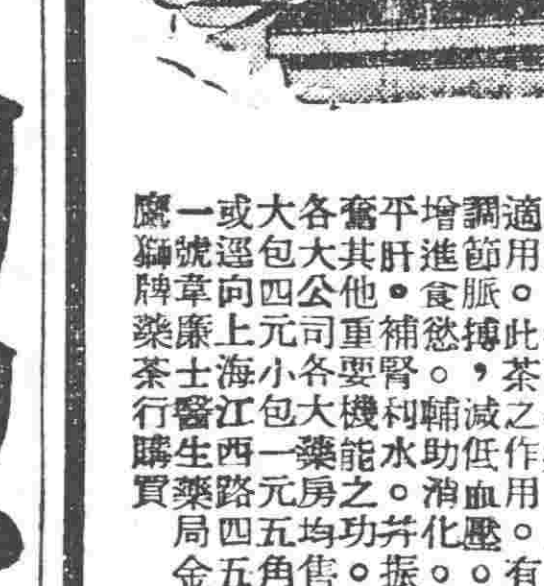 適用。此茶之作用。有
調節脈搏，減低血壓。
增進食慾。輔助消化。
平肝。補腎利水。并振
奮其他重要機能之功。
各大公司各大藥房均售
大包四元小包一元五角
或逕向上海江西路四五
一號韋廉士醫生藥局金
鷹獅牌藥茶行購買